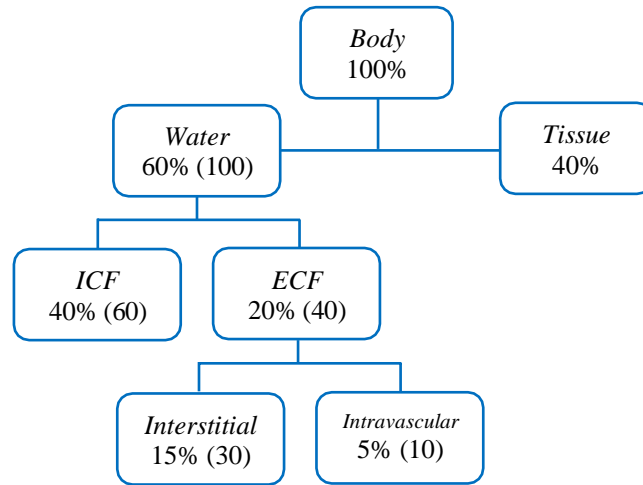 Body
100%
Water
60% (100)
Tissue
40%
ICF
40% (60)
ECF
20% (40)
Interstitial
15% (30)
Intravascular
5% (10)